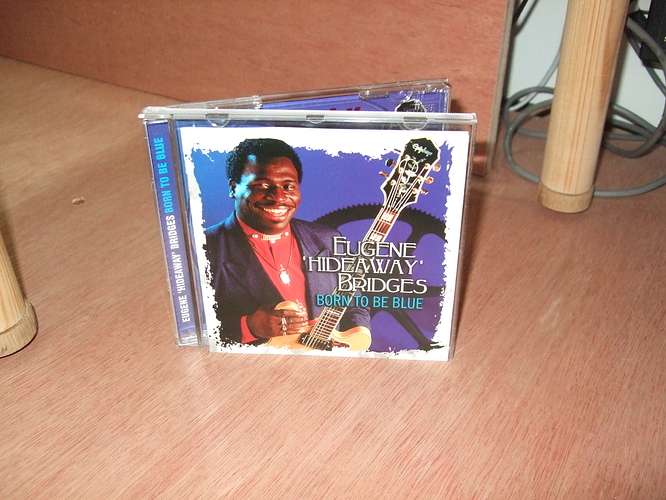 EUGENE 'HIDEAWAY' BRIDGES BORN TO BE BLUE
Epiphone
EUGENE
'HIDEAWAY'
BRIDGES
BORN TO BE BLUE